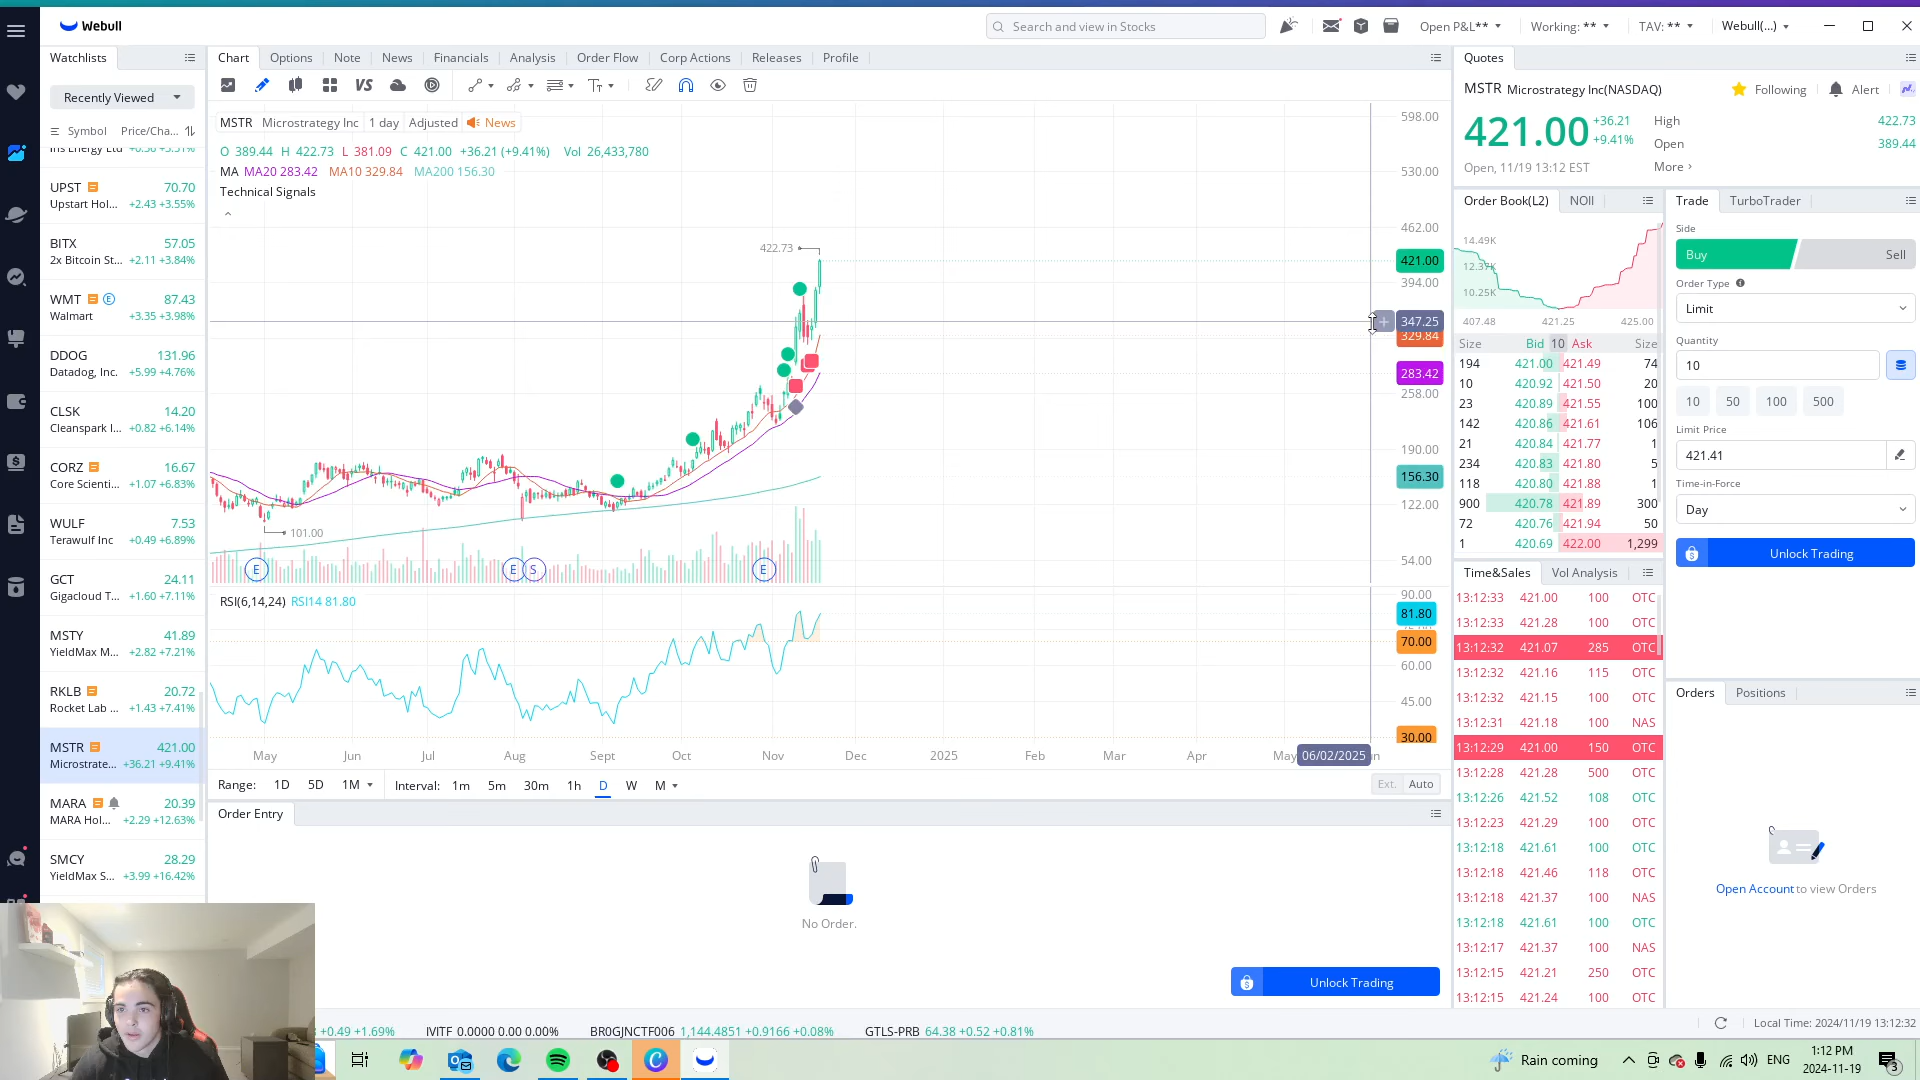 Webull
Search and view in Stocks
Open P&L**
Working: **
TAV: **
Webull(...)
Watchlists
Recently Viewed
Symbol Price/Cha...
UPST 70.70
Upstart Hol... +2.43 +3.55%
BITX 57.05
2x Bitcoin St... +2.11 +3.84%
WMT E 87.43
Walmart +3.35 +3.98%
DDOG 131.96
Datadog, Inc. +5.99 +4.76%
CLSK 14.20
Cleanspark I... +0.82 +6.14%
CORZ 16.67
Core Scienti... +1.07 +6.83%
WULF 7.53
Terawulf Inc +0.49 +6.89%
GCT 24.11
Gigacloud T... +1.60 +7.11%
MSTY 41.89
YieldMax M... +2.82 +7.21%
RKLB 20.72
Rocket Lab ... +1.43 +7.41%
MSTR 421.00
Microstrate... +36.21 +9.41%
MARA 20.39
MARA Hol... +2.29 +12.63%
SMCY 28.29
YieldMax S... +3.99 +16.42%
Chart Options Note News Financials Analysis Order Flow Corp Actions Releases Profile
VS
MSTR Microstrategy Inc 1 day Adjusted News
O 389.44 H 422.73 L 381.09 C 421.00 +36.21 (+9.41%) Vol 26,433,780
MA MA20 283.42 MA10 329.84 MA200 156.30
Technical Signals
422.73
101.00
E
E
S
E
598.00
530.00
462.00
421.00
394.00
347.25
329.84
283.42
258.00
190.00
156.30
122.00
54.00
RSI(6,14,24) RSI14 81.80
90.00
81.80
70.00
60.00
45.00
30.00
May Jun Jul Aug Sept Oct Nov Dec 2025 Feb Mar Apr May 06/02/2025
Range: 1D 5D 1M Interval: 1m 5m 30m 1h D W M
Ext. Auto
Order Entry
No Order.
Unlock Trading
Quotes
MSTR Microstrategy Inc(NASDAQ)
Following
Alert
421.00 +36.21
+9.41%
High 422.73
Open 389.44
Open, 11/19 13:12 EST
More
Order Book(L2) NOII
14.49K
12.37K
10.25K
407.48 421.25 425.00
Size Bid 10 Ask Size
194 421.00 421.49 74
10 420.92 421.50 20
23 420.89 421.55 100
142 420.86 421.61 106
21 420.84 421.77 1
234 420.83 421.80 5
118 420.80 421.88 1
900 420.78 421.89 300
72 420.76 421.94 50
1 420.69 422.00 1,299
Time&Sales Vol Analysis
13:12:33 421.00 100 OTC
13:12:33 421.28 100 OTC
13:12:32 421.07 285 OTC
13:12:32 421.16 115 OTC
13:12:32 421.15 100 OTC
13:12:31 421.18 100 NAS
13:12:29 421.00 150 OTC
13:12:28 421.28 500 OTC
13:12:26 421.52 108 OTC
13:12:23 421.29 100 OTC
13:12:18 421.61 100 OTC
13:12:18 421.46 118 OTC
13:12:18 421.37 100 NAS
13:12:18 421.61 100 OTC
13:12:17 421.37 100 NAS
13:12:15 421.21 250 OTC
13:12:15 421.24 100 OTC
Trade TurboTrader
Side
Buy Sell
Order Type
Limit
Quantity
10
10 50 100 500
Limit Price
421.41
Time-in-Force
Day
Unlock Trading
Orders Positions
Open Account to view Orders
+0.49 +1.69%
IVITF 0.0000 0.00 0.00%
BR0GJNCTF006 1,144.4851 +0.9166 +0.08%
GTLS-PRB 64.38 +0.52 +0.81%
Local Time: 2024/11/19 13:12:32
Rain coming
ENG
1:12 PM
2024-11-19
3